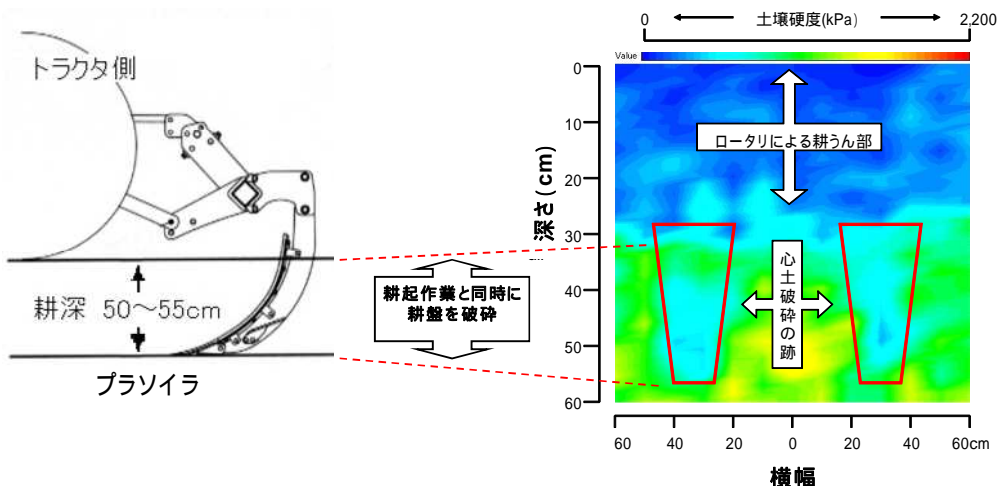 トラクタ側
耕深 50～55cm
プラソイラ
耕起作業と同時に
耕盤を破砕
0
土壌硬度(kPa)
2,200
Value
深さ(cm)
0
10
20
30
40
50
60
ロータリによる耕うん部
心土破砕の跡
60
40
20
0
20
40
60cm
横幅